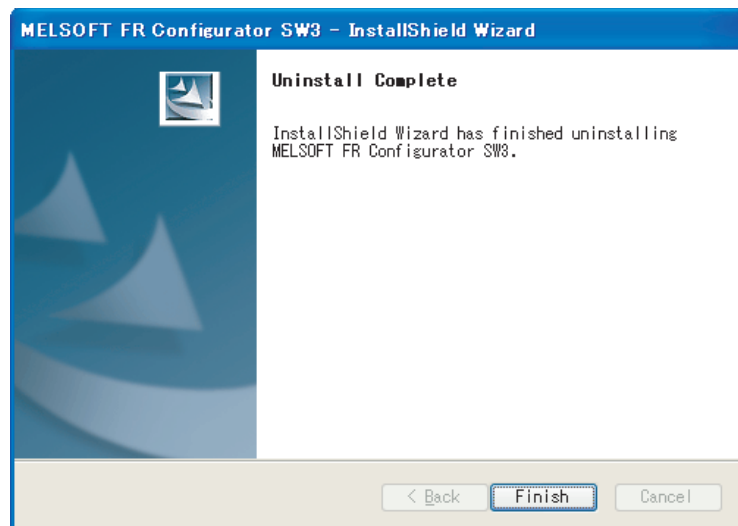 MELSOFT FR Configurator SW3 - InstallShield Wizard
Uninstall Complete
InstallShield Wizard has finished uninstalling
MELSOFT FR Configurator SW3.
< Back
Finish
Cancel